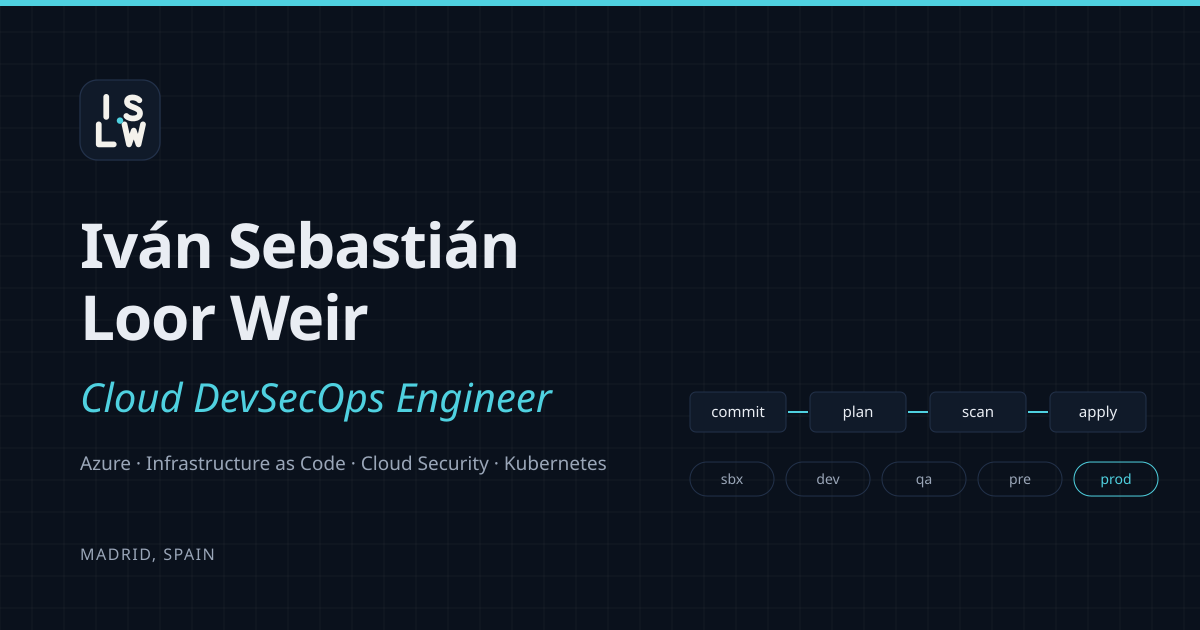 I.S
LW
Iván Sebastián
Loor Weir
Cloud DevSecOps Engineer
Azure · Infrastructure as Code · Cloud Security · Kubernetes
commit plan scan apply
sbx dev qa pre prod
MADRID, SPAIN